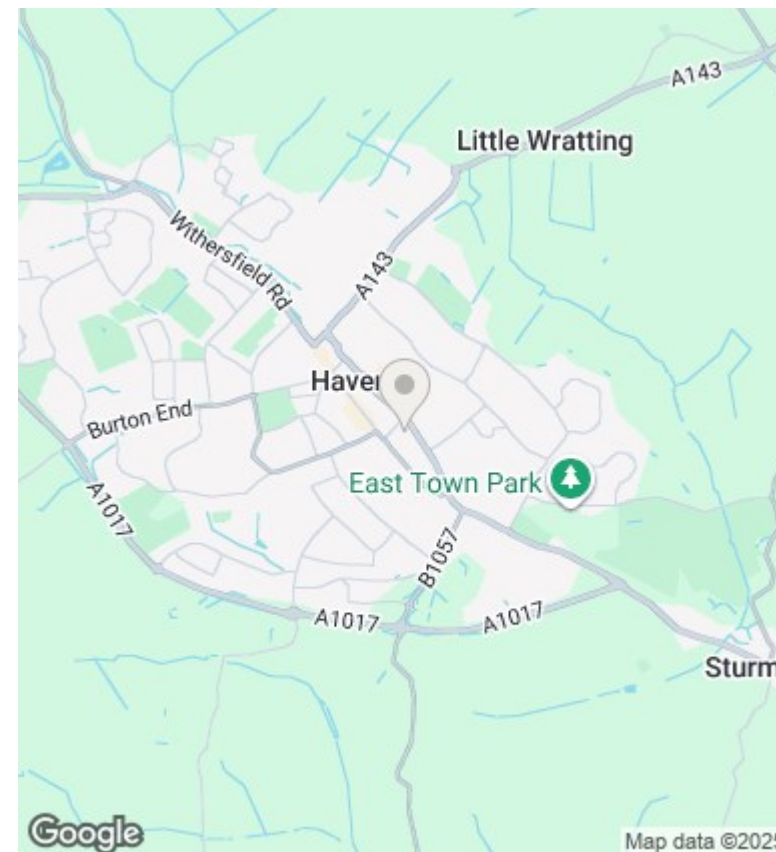 A143
Little Wratting
Withersfield Rd
A143
Haver
Burton End
East Town Park
A1017
B1057
A1017
A1017
Sturm
Google
Map data ©2025